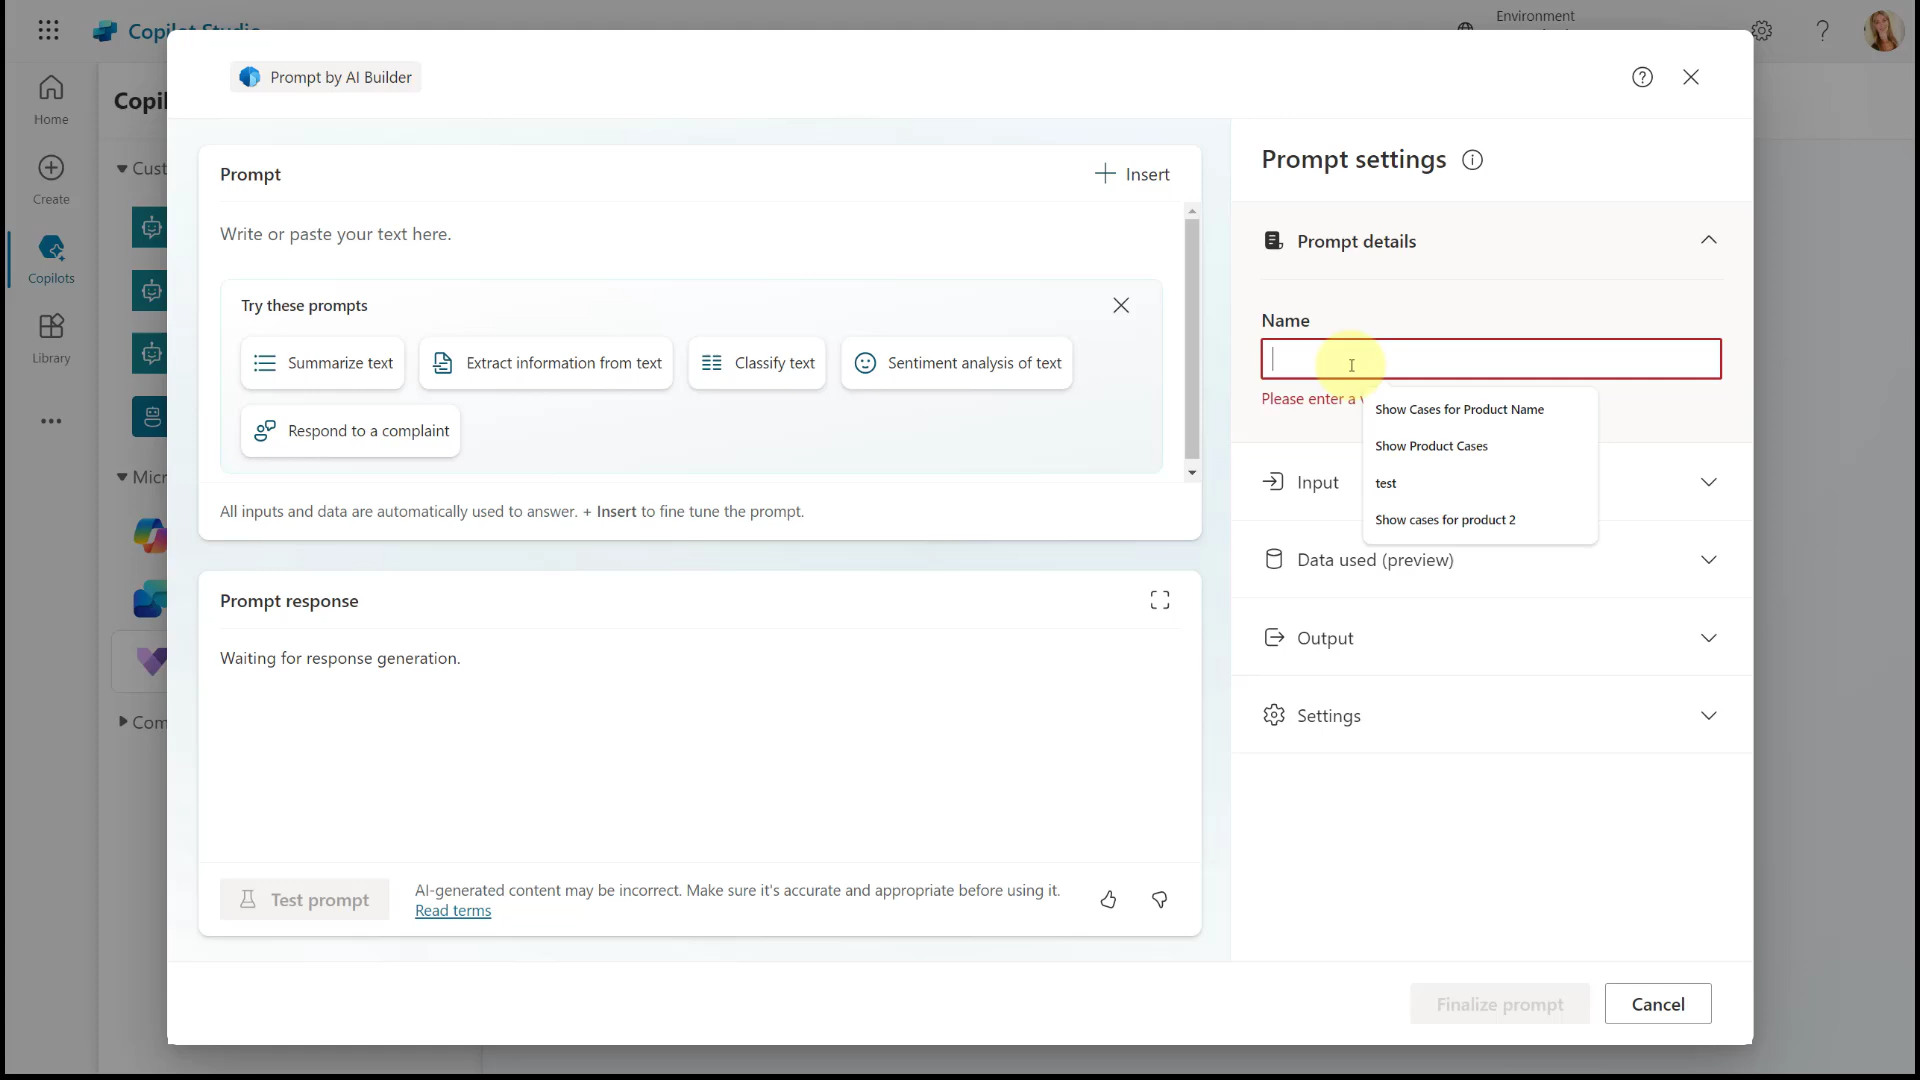 Copilot Studio
Environment
Home
Create
Copilots
Library
Copil
Cust
Micr
Com
Prompt by AI Builder
Prompt
Insert
Write or paste your text here.
Try these prompts
Summarize text
Extract information from text
Classify text
Sentiment analysis of text
Respond to a complaint
All inputs and data are automatically used to answer. + Insert to fine tune the prompt.
Prompt response
Waiting for response generation.
Test prompt
AI-generated content may be incorrect. Make sure it's accurate and appropriate before using it.
Read terms
Prompt settings
Prompt details
Name
Please enter a v
Show Cases for Product Name
Show Product Cases
test
Show cases for product 2
Input
Data used (preview)
Output
Settings
Finalize prompt
Cancel